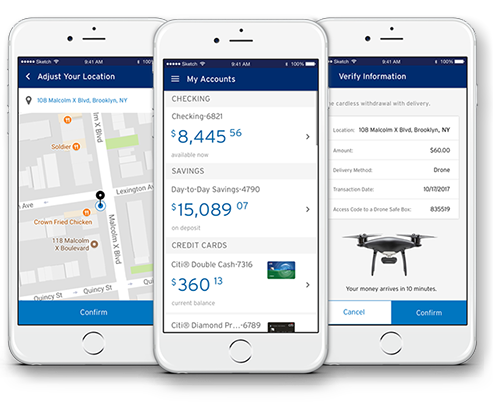 Sketch 9:41 AM 100%
Adjust Your Location
108 Malcolm X Blvd, Brooklyn, NY
Soldier
Malcolm X Blvd
Lexington Ave
on Ave
Crown Fried Chicken
Malcolm X Blvd
118 Malcolm
X Boulevard
Quincy St
Quincy St
Confirm
Sketch 9:41 AM 100%
My Accounts
CHECKING
Checking-6821
$8,445 56
available now
SAVINGS
Day-to-Day Savings-4790
$15,089 07
on deposit
CREDIT CARDS
Citi® Double Cash-7316
$360 13
current balance
Citi® Diamond Pr...-6789
9:41 AM 100%
Verify Information
e cardless withdrawal with delivery.
Location: 108 Malcolm X Blvd, Brooklyn, NY
Amount: $60.00
Delivery Method: Drone
Transaction Date: 10/17/2017
Access Code to a Drone Safe Box: 835519
Your money arrives in 10 minutes.
Cancel Confirm